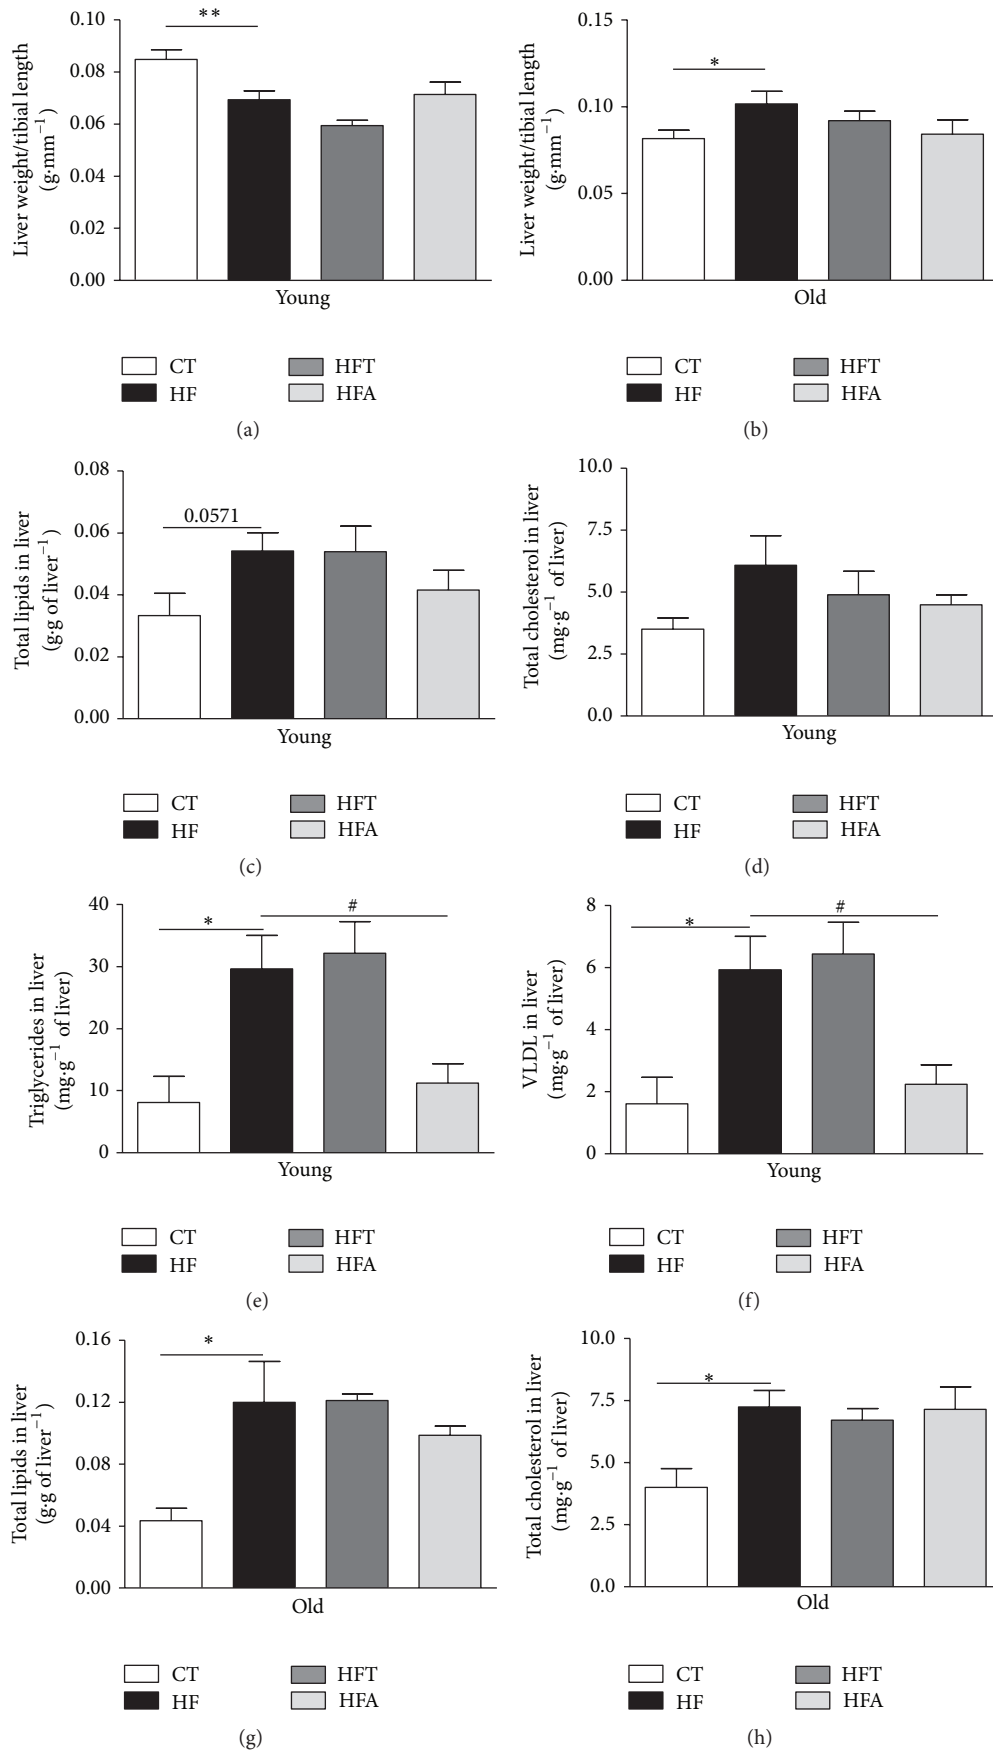 Liver weight/tibial length
(g·mm⁻¹)
0.10
0.08
0.06
0.04
0.02
0.00
**
Young
CT
HF
HFT
HFA
(a)
Liver weight/tibial length
(g·mm⁻¹)
0.15
0.10
0.05
0.00
*
Old
CT
HF
HFT
HFA
(b)
Total lipids in liver
(g·g of liver⁻¹)
0.08
0.06
0.04
0.02
0.00
0.0571
Young
CT
HF
HFT
HFA
(c)
Total cholesterol in liver
(mg·g⁻¹ of liver)
10.0
7.5
5.0
2.5
0.0
Young
CT
HF
HFT
HFA
(d)
Triglycerides in liver
(mg·g⁻¹ of liver)
40
30
20
10
0
*
#
Young
CT
HF
HFT
HFA
(e)
VLDL in liver
(mg·g⁻¹ of liver)
8
6
4
2
0
*
#
Young
CT
HF
HFT
HFA
(f)
Total lipids in liver
(g·g of liver⁻¹)
0.16
0.12
0.08
0.04
0.00
*
Old
CT
HF
HFT
HFA
(g)
Total cholesterol in liver
(mg·g⁻¹ of liver)
10.0
7.5
5.0
2.5
0.0
*
Old
CT
HF
HFT
HFA
(h)